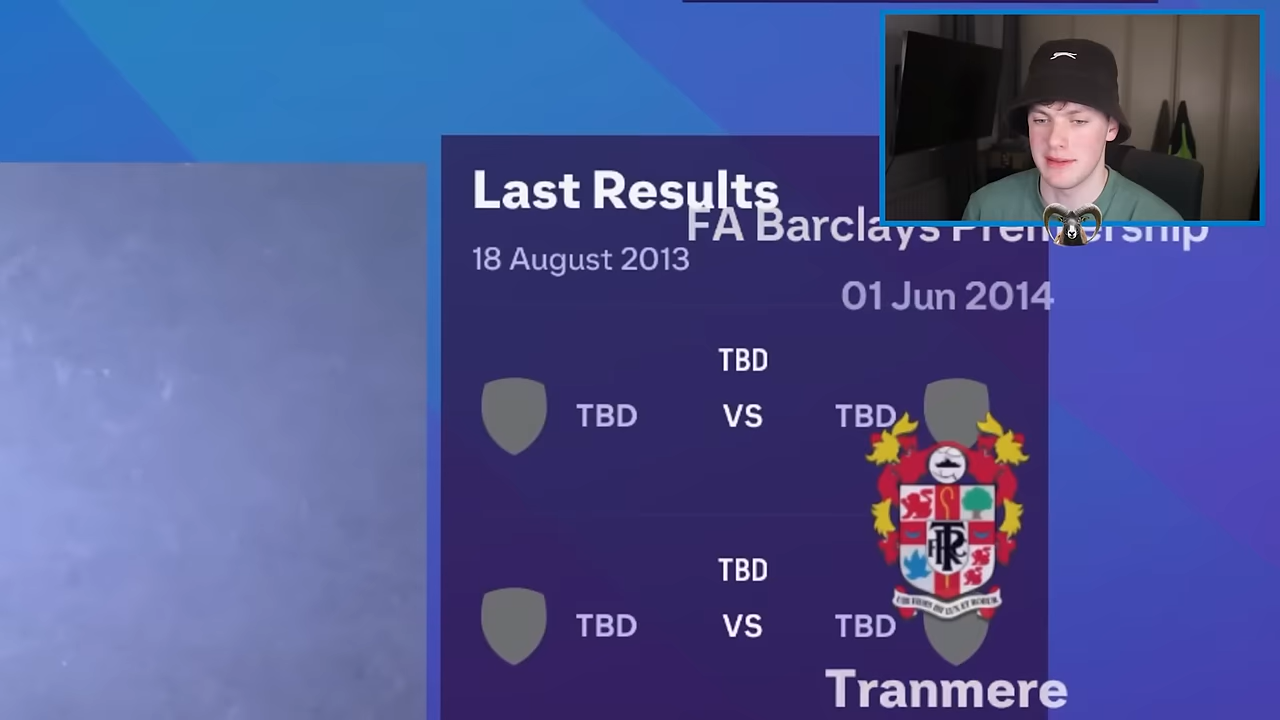 Last Results
FA Barclays Premiership
18 August 2013
01 Jun 2014
TBD
TBD VS TBD
TBD
TBD VS TBD
Tranmere